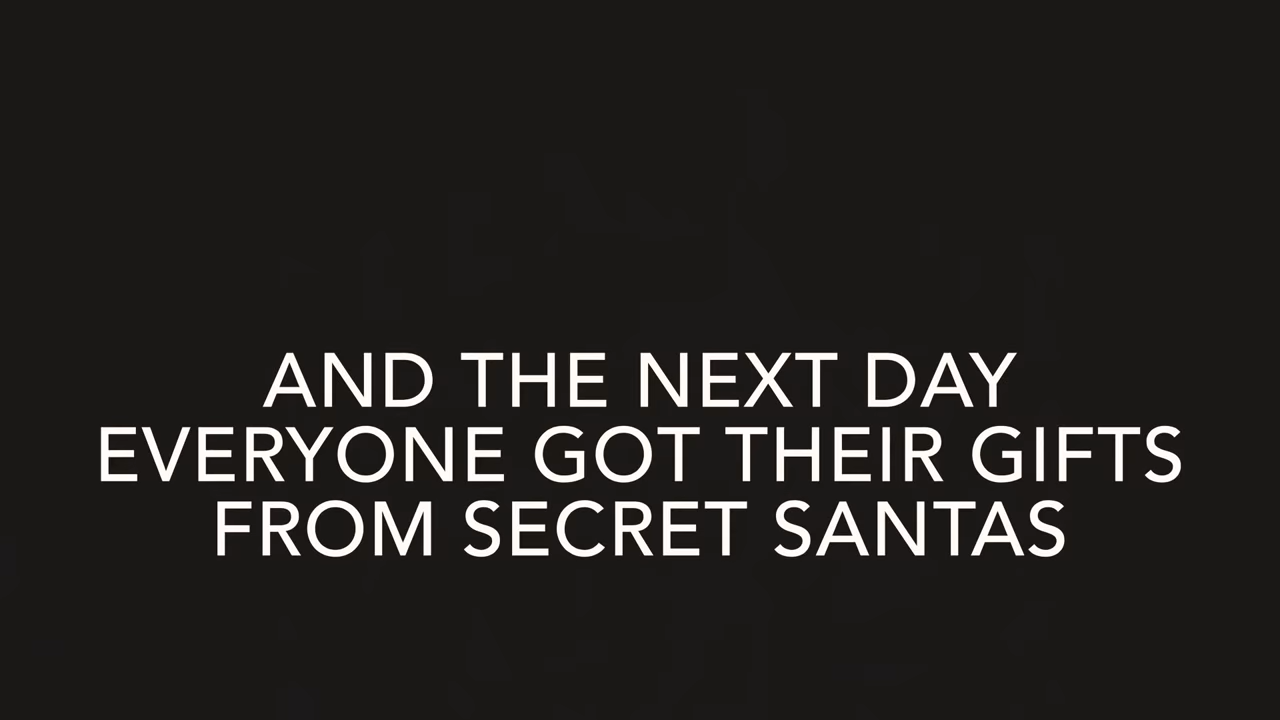 AND THE NEXT DAY
EVERYONE GOT THEIR GIFTS
FROM SECRET SANTAS